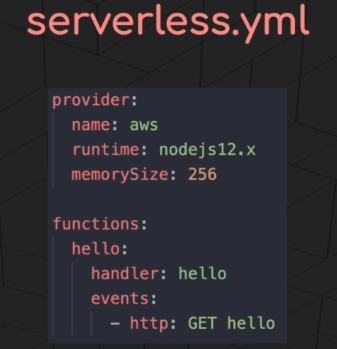 serverless.yml
provider:
  name: aws
  runtime: nodejs12.x
  memorySize: 256
functions:
  hello:
    handler: hello
    events:
      - http: GET hello